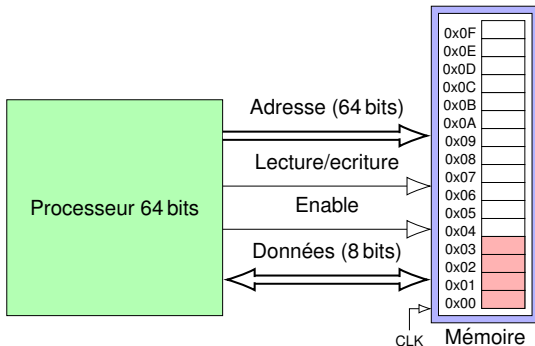 0x0F
0x0E
0x0D
0x0C
0x0B
0x0A
0x09
0x08
0x07
0x06
0x05
0x04
0x03
0x02
0x01
0x00
Adresse (64 bits)
Lecture/ecriture
Enable
Données (8 bits)
Processeur 64 bits
CLK
Mémoire